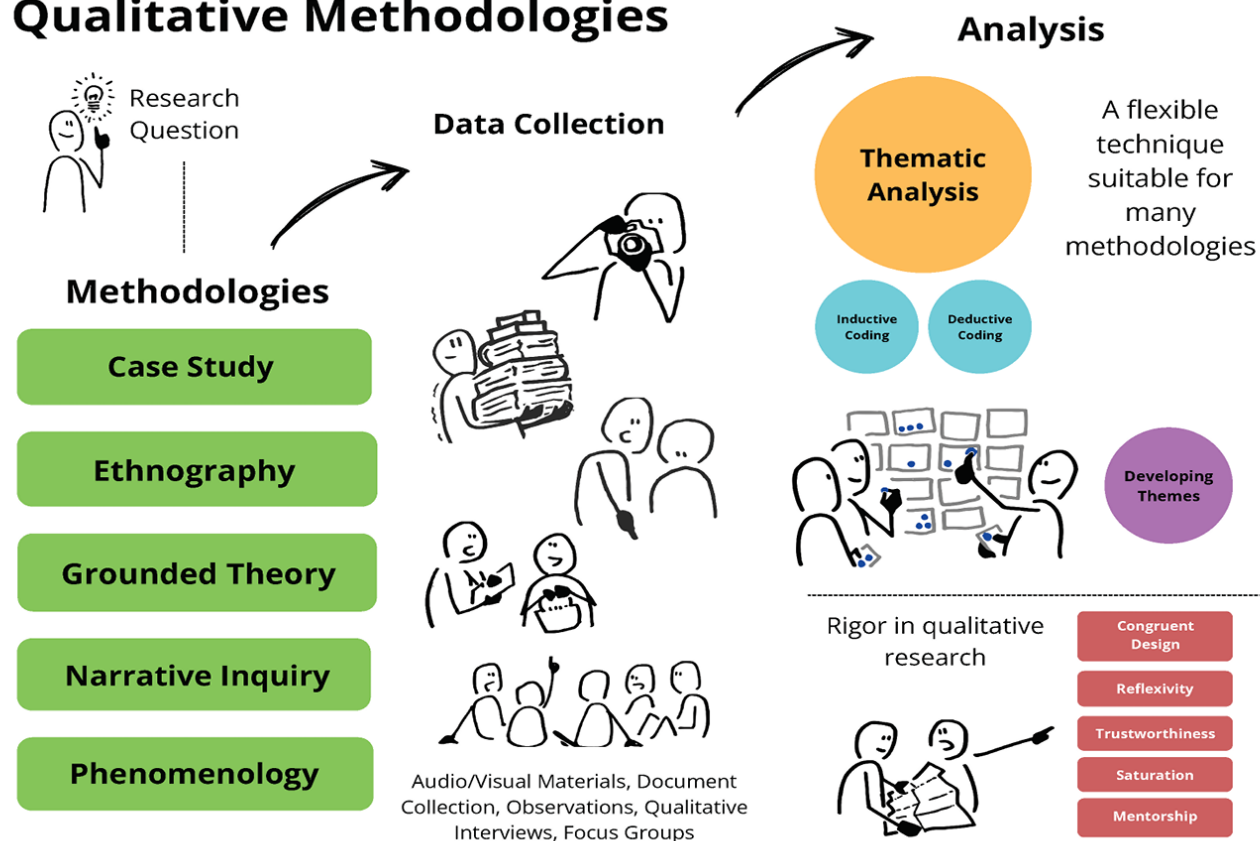 Qualitative Methodologies
Research
Question
Methodologies
Case Study
Ethnography
Grounded Theory
Narrative Inquiry
Phenomenology
Data Collection
Audio/Visual Materials, Document
Collection, Observations, Qualitative
Interviews, Focus Groups
Analysis
Thematic
Analysis
A flexible
technique
suitable for
many
methodologies
Inductive
Coding
Deductive
Coding
Developing
Themes
Rigor in qualitative
research
Congruent
Design
Reflexivity
Trustworthiness
Saturation
Mentorship